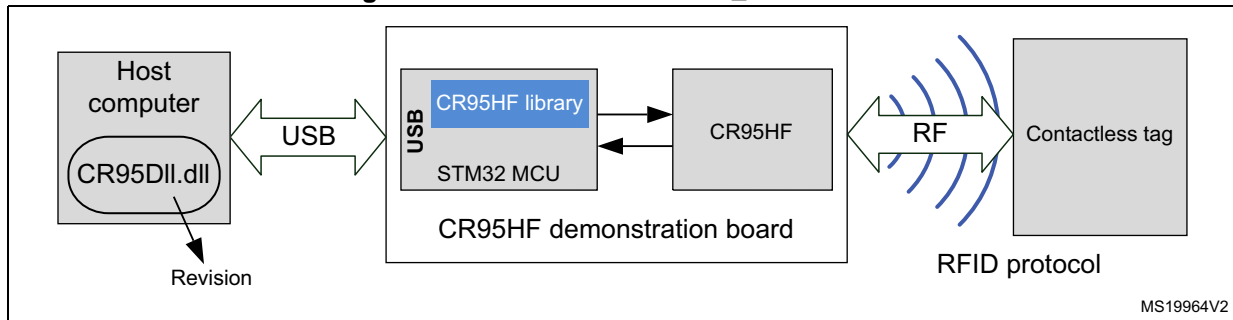 Host
computer
CR95Dll.dll
Revision
USB
USB
CR95HF library
STM32 MCU
CR95HF
CR95HF demonstration board
RF
Contactless tag
RFID protocol
MS19964V2